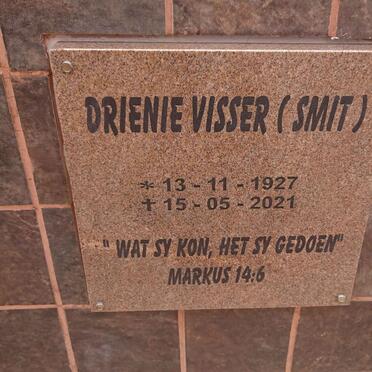 DRIENIE VISSER ( SMIT )
* 13 - 11 - 1927
✝ 15 - 05 - 2021
" WAT SY KON, HET SY GEDOEN"
MARKUS 14:6